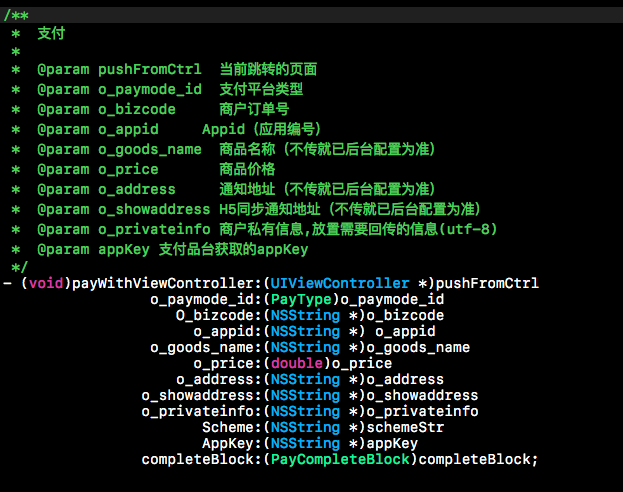 /**
 *  支付
 *
 *  @param pushFromCtrl  当前跳转的页面
 *  @param o_paymode_id  支付平台类型
 *  @param o_bizcode     商户订单号
 *  @param o_appid     Appid（应用编号）
 *  @param o_goods_name  商品名称（不传就已后台配置为准）
 *  @param o_price       商品价格
 *  @param o_address     通知地址（不传就已后台配置为准）
 *  @param o_showaddress H5同步通知地址（不传就已后台配置为准）
 *  @param o_privateinfo 商户私有信息,放置需要回传的信息(utf-8)
 *  @param appKey 支付品台获取的appKey
 */
- (void)payWithViewController:(UIViewController *)pushFromCtrl
o_paymode_id:(PayType)o_paymode_id
O_bizcode:(NSString *)o_bizcode
o_appid:(NSString *) o_appid
o_goods_name:(NSString *)o_goods_name
o_price:(double)o_price
o_address:(NSString *)o_address
o_showaddress:(NSString *)o_showaddress
o_privateinfo:(NSString *)o_privateinfo
Scheme:(NSString *)schemeStr
AppKey:(NSString *)appKey
completeBlock:(PayCompleteBlock)completeBlock;